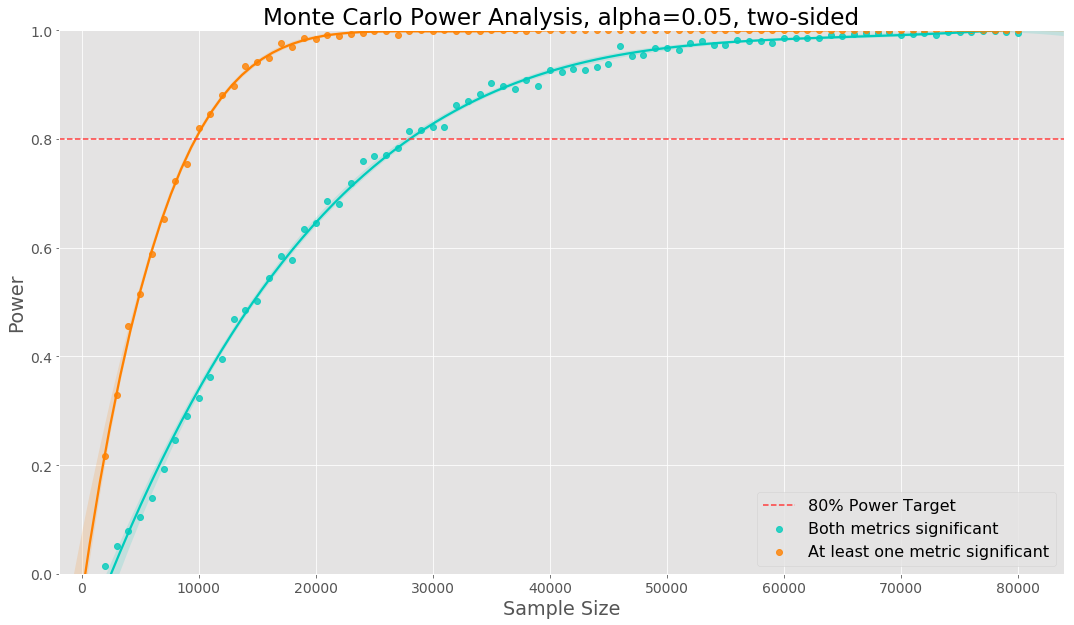 Monte Carlo Power Analysis, alpha=0.05, two-sided
1.0
0.8
0.6
0.4
0.2
0.0
Power
0 10000 20000 30000 40000 50000 60000 70000 80000
Sample Size
80% Power Target
Both metrics significant
At least one metric significant